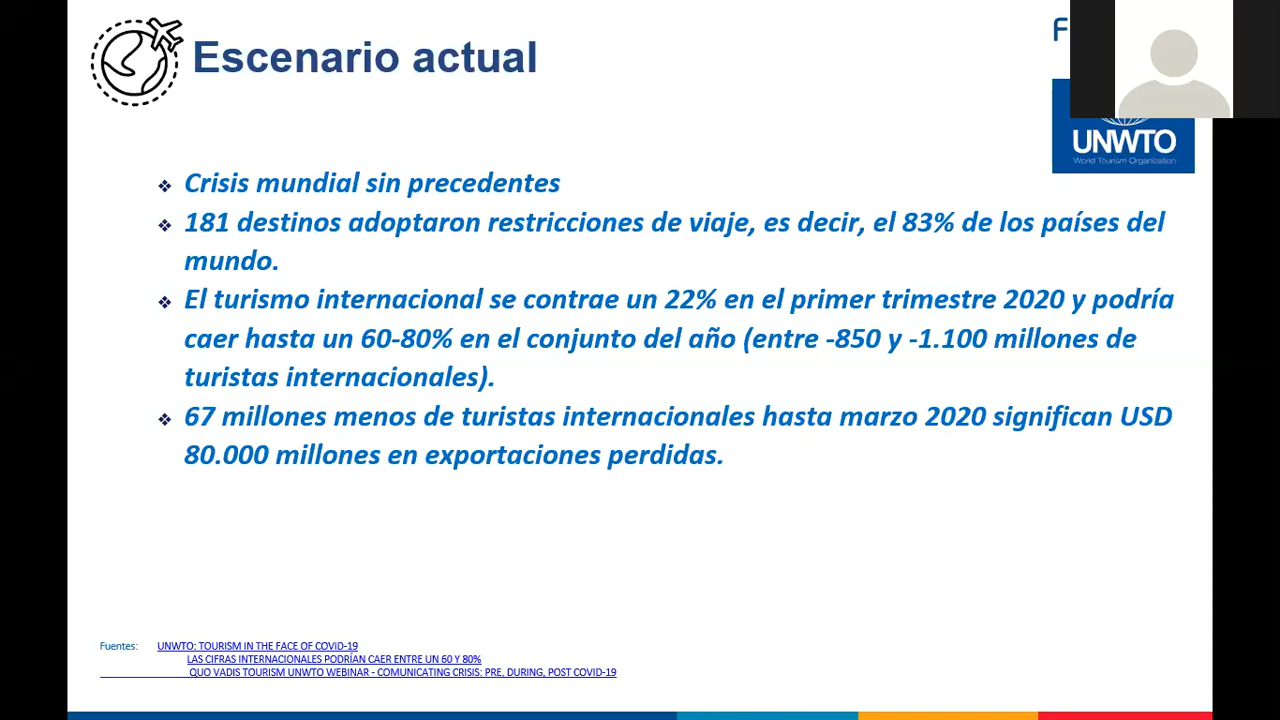 Escenario actual
F
UNWTO
World Tourism Organization
❖ Crisis mundial sin precedentes
❖ 181 destinos adoptaron restricciones de viaje, es decir, el 83% de los países del
mundo.
❖ El turismo internacional se contrae un 22% en el primer trimestre 2020 y podría
caer hasta un 60-80% en el conjunto del año (entre -850 y -1.100 millones de
turistas internacionales).
❖ 67 millones menos de turistas internacionales hasta marzo 2020 significan USD
80.000 millones en exportaciones perdidas.
Fuentes: UNWTO: TOURISM IN THE FACE OF COVID-19
LAS CIFRAS INTERNACIONALES PODRÍAN CAER ENTRE UN 60 Y 80%
QUO VADIS TOURISM UNWTO WEBINAR - COMUNICATING CRISIS: PRE, DURING, POST COVID-19